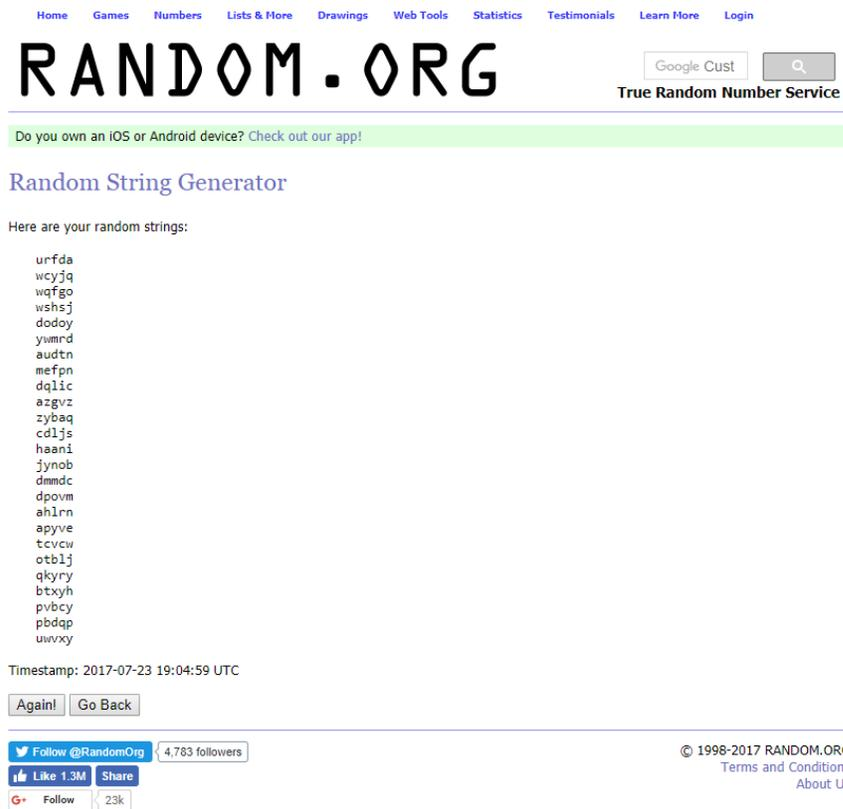 Home Games Numbers Lists & More Drawings Web Tools Statistics Testimonials Learn More Login
RANDOM.ORG
Google Cust
True Random Number Service
Do you own an iOS or Android device? Check out our app!
Random String Generator
Here are your random strings:
urfda
wcyjq
wqfgo
wshsj
dodoy
ywmrd
audtn
mefpn
dqlic
azgvz
zybaq
cdljs
haani
jynob
dmmdc
dpovm
ahlrn
apyve
tcvcw
otblj
qkyry
btxyh
pvbcy
pbdqp
uwvxy
Timestamp: 2017-07-23 19:04:59 UTC
Again! Go Back
Follow @RandomOrg 4,783 followers
Like 1.3M Share
G+ Follow 23k
© 1998-2017 RANDOM.ORG
Terms and Condition
About U